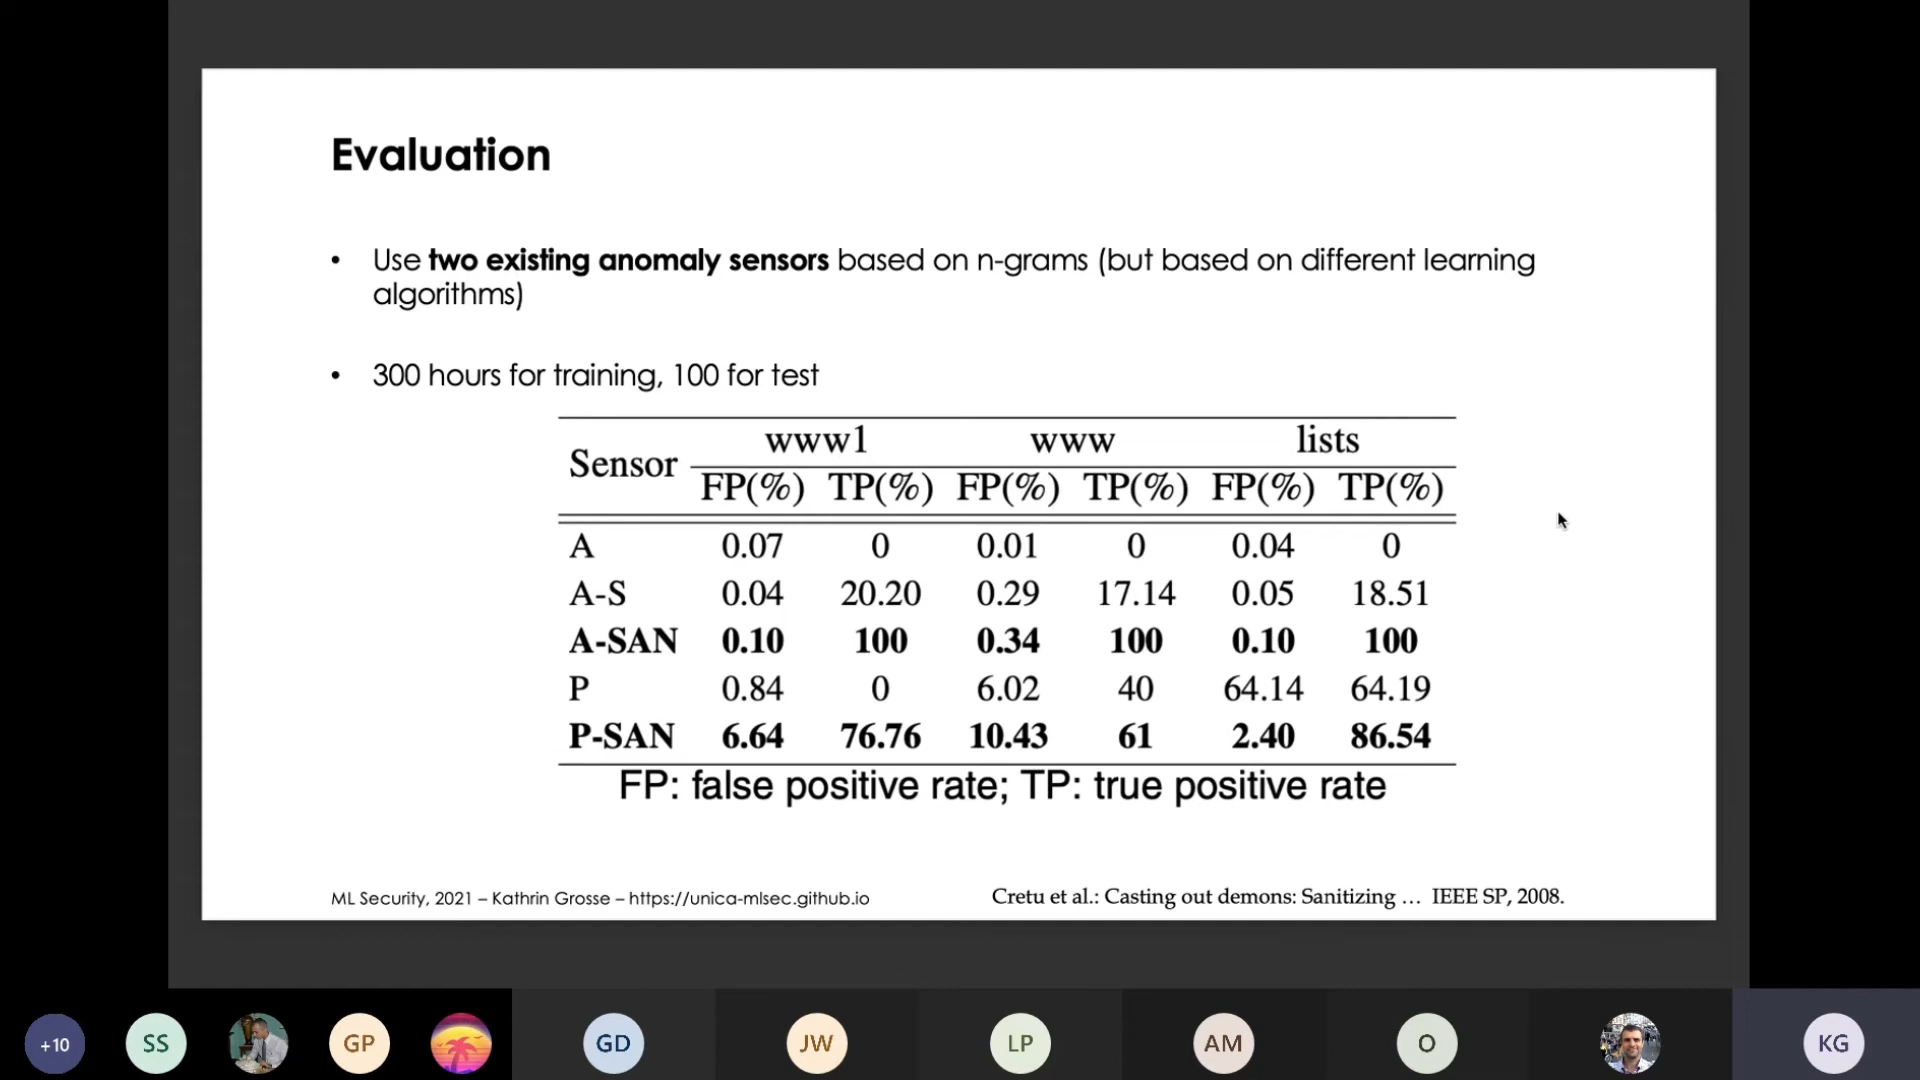 Evaluation
• Use two existing anomaly sensors based on n-grams (but based on different learning
algorithms)
• 300 hours for training, 100 for test
www1 www lists
Sensor
FP(%) TP(%) FP(%) TP(%) FP(%) TP(%)
A 0.07 0 0.01 0 0.04 0
A-S 0.04 20.20 0.29 17.14 0.05 18.51
A-SAN 0.10 100 0.34 100 0.10 100
P 0.84 0 6.02 40 64.14 64.19
P-SAN 6.64 76.76 10.43 61 2.40 86.54
FP: false positive rate; TP: true positive rate
ML Security, 2021 – Kathrin Grosse – https://unica-mlsec.github.io
Cretu et al.: Casting out demons: Sanitizing … IEEE SP, 2008.
+10 SS GP GD JW LP AM O KG